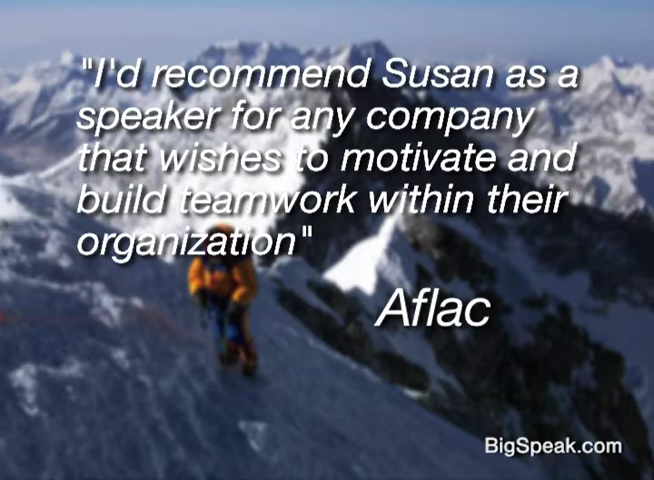 "I'd recommend Susan as a
speaker for any company
that wishes to motivate and
build teamwork within their
organization"
Aflac
BigSpeak.com